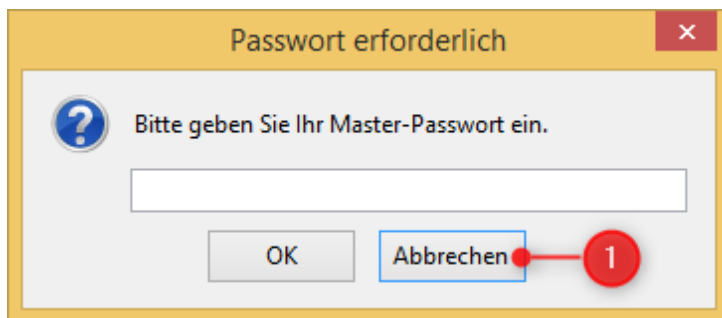 Passwort erforderlich
Bitte geben Sie Ihr Master-Passwort ein.
OK Abbrechen 1